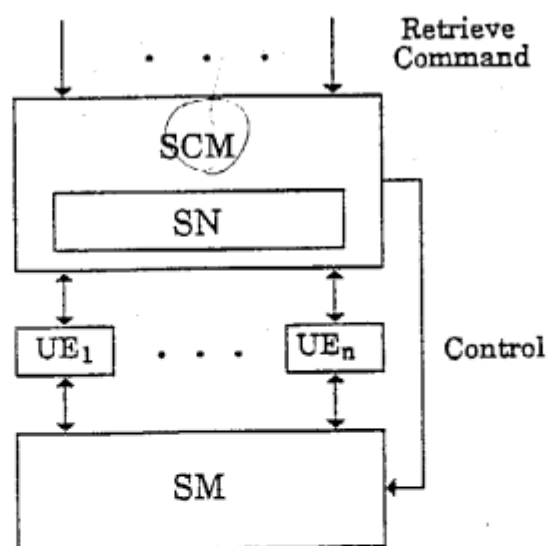 Retrieve
Command
SCM
SN
UE1
UEn
Control
SM